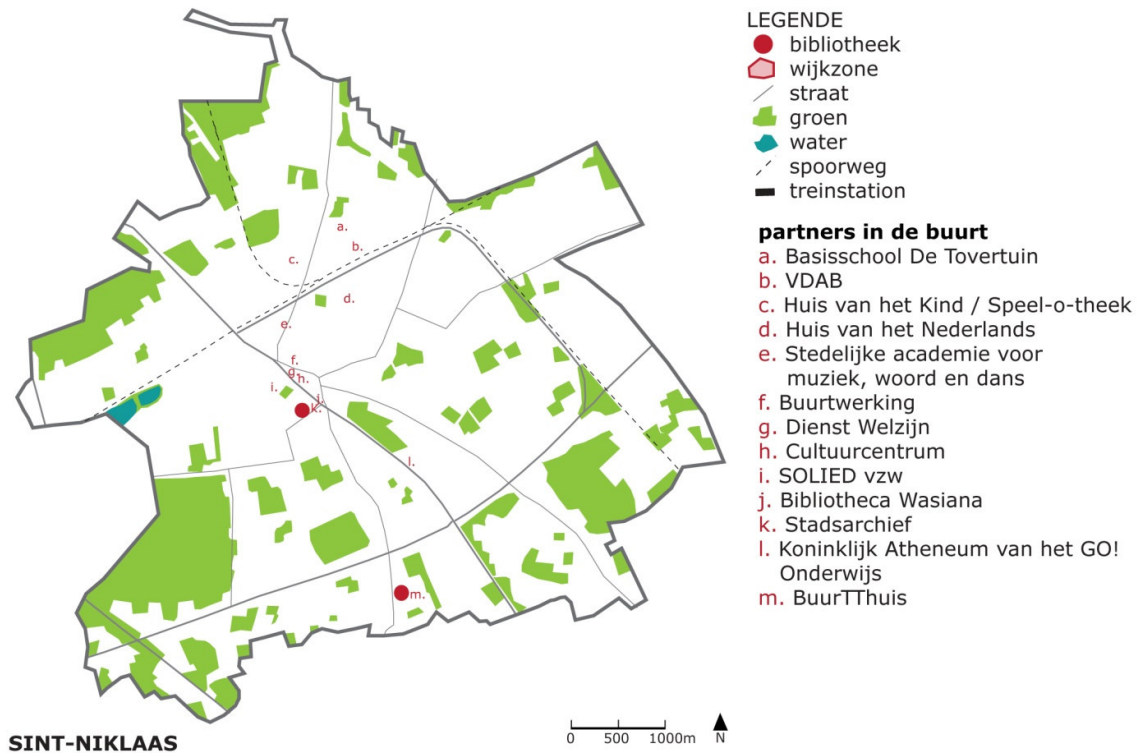 LEGENDE
bibliotheek
wijkzone
straat
groen
water
spoorweg
treinstation
partners in de buurt
a. Basisschool De Tovertuin
b. VDAB
c. Huis van het Kind / Speel-o-theek
d. Huis van het Nederlands
e. Stedelijke academie voor
muziek, woord en dans
f. Buurtwerking
g. Dienst Welzijn
h. Cultuurcentrum
i. SOLIED vzw
j. Bibliotheca Wasiana
k. Stadsarchief
l. Koninklijk Atheneum van het GO!
Onderwijs
m. BuurTThuis
a.
b.
c.
d.
e.
f.
g.
h.
i.
j.
k.
l.
m.
SINT-NIKLAAS
0 500 1000m N